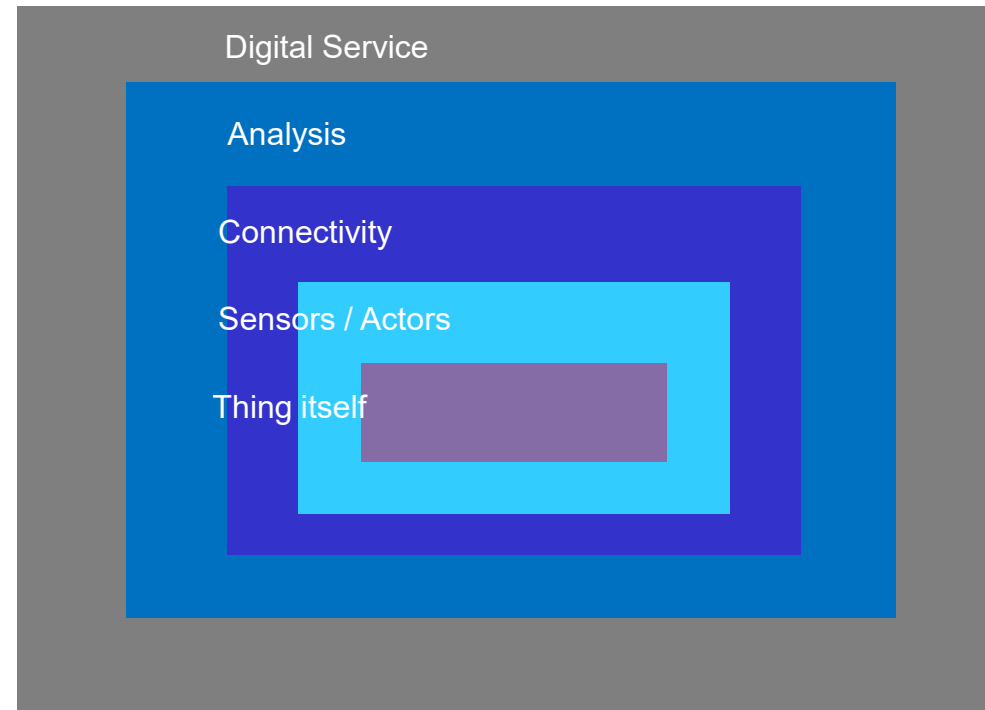 Digital Service
Analysis
Connectivity
Sensors / Actors
Thing itself